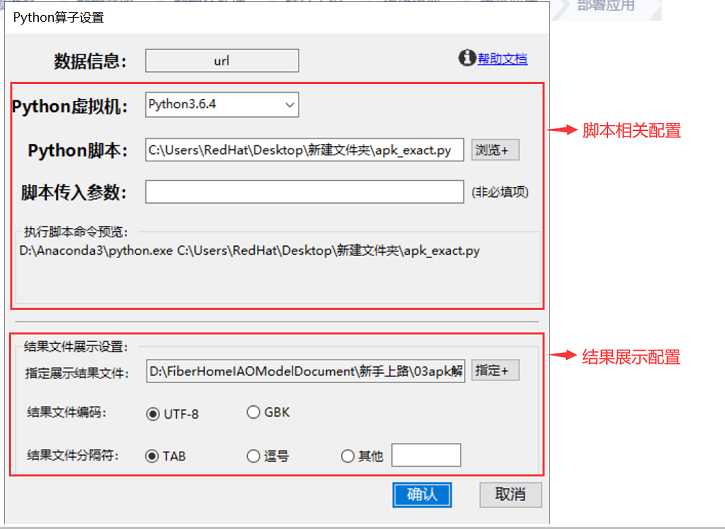 部署应用
Python算子设置
数据信息： url 帮助文档
Python虚拟机： Python3.6.4
脚本相关配置
Python脚本： C:\Users\RedHat\Desktop\新建文件夹\apk_exact.py 浏览+
脚本传入参数： (非必填项)
执行脚本命令预览：
D:\Anaconda3\python.exe C:\Users\RedHat\Desktop\新建文件夹\apk_exact.py
结果文件展示设置：
结果展示配置
指定展示结果文件： D:\FiberHomeIAOModelDocument\新手上路\03apk解 指定+
结果文件编码： UTF-8 GBK
结果文件分隔符： TAB 逗号 其他
确认 取消